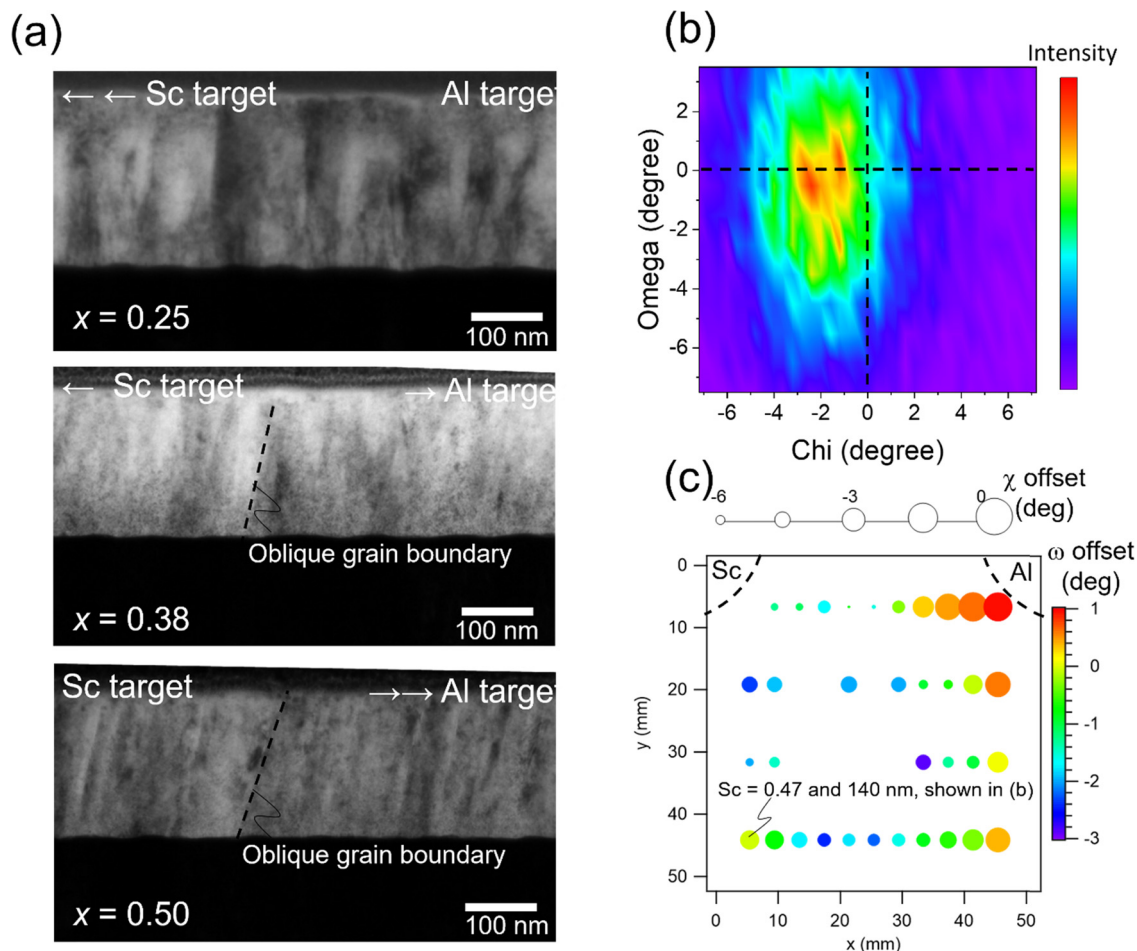 (a)
← ← Sc target
Al targe
x = 0.25
100 nm
← Sc target
→ Al targe
Oblique grain boundary
x = 0.38
100 nm
Sc target
→→ Al targe
Oblique grain boundary
x = 0.50
100 nm
(b)
Intensity
2
0
-2
-4
-6
Omega (degree)
-6 -4 -2 0 2 4 6
Chi (degree)
(c)
-6 -3 0 χ offset
(deg)
ω offset
(deg)
Sc
Al
0
10
20
30
40
50
y (mm)
1
0
-1
-2
-3
Sc = 0.47 and 140 nm, shown in (b)
0 10 20 30 40 50
x (mm)